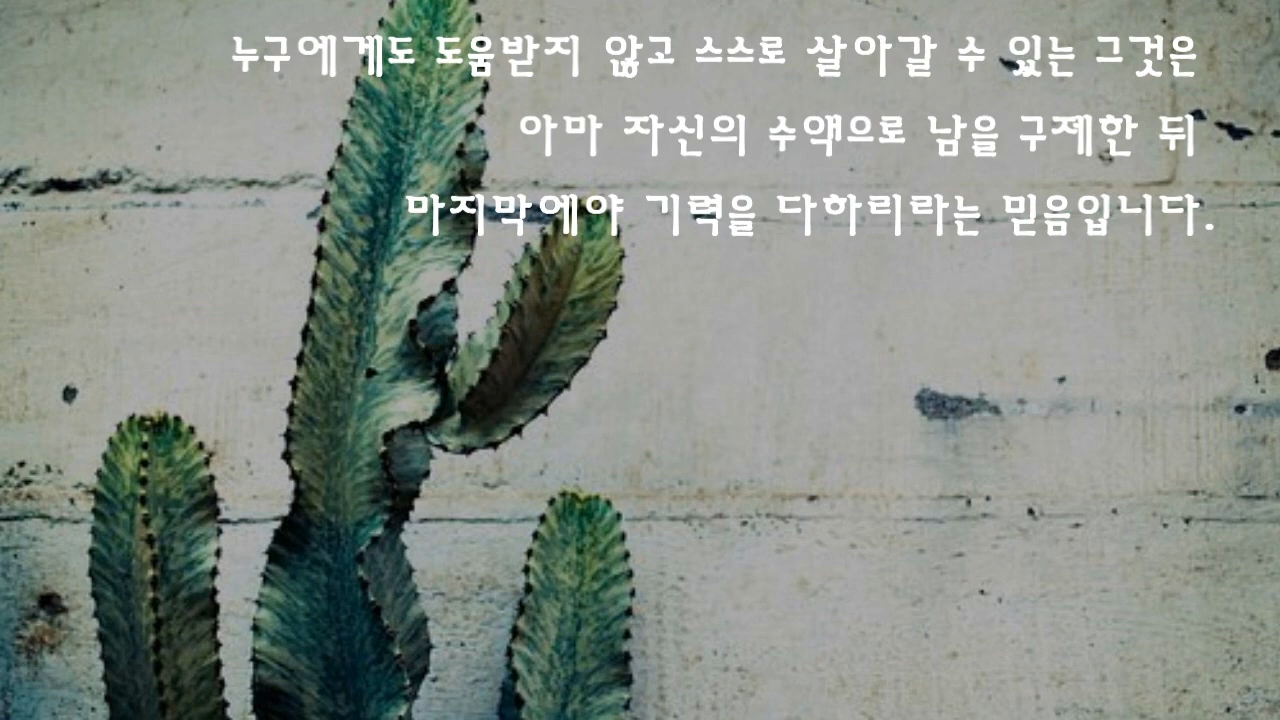 누구에게도 도움받지 않고 스스로 살아갈 수 있는 그것은
아마 자신의 수액으로 남을 구제한 뒤
마지막에야 기력을 다하리라는 믿음입니다.